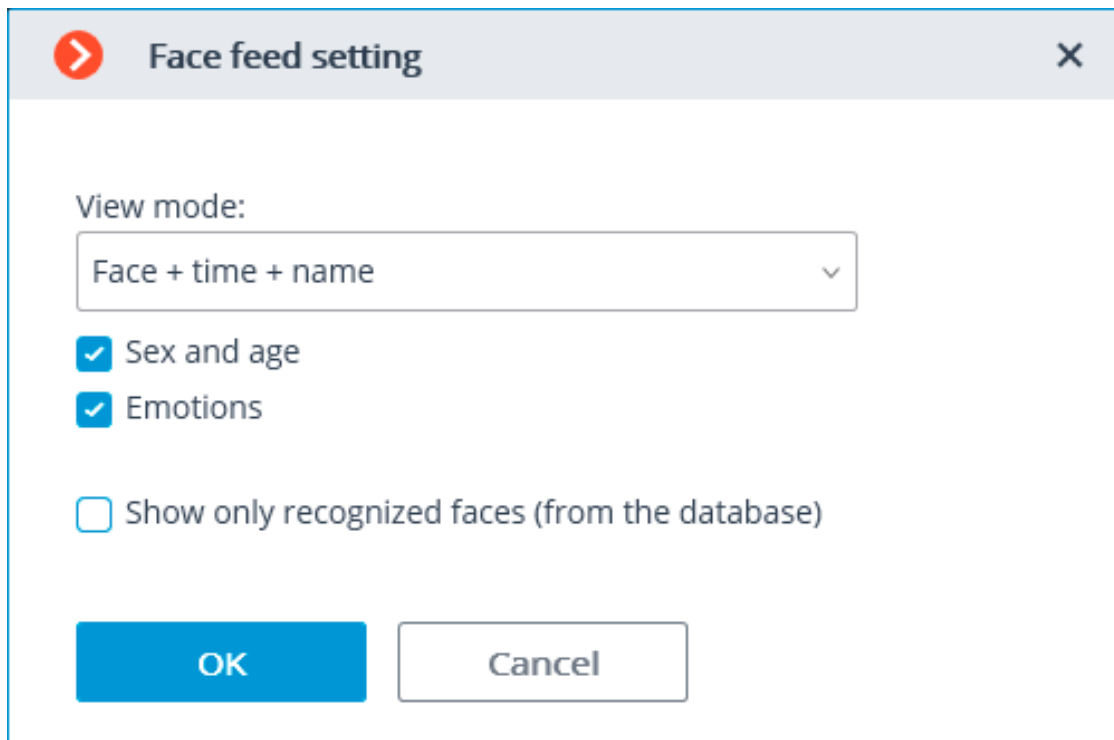 Face feed setting
View mode:
Face + time + name
Sex and age
Emotions
Show only recognized faces (from the database)
OK
Cancel